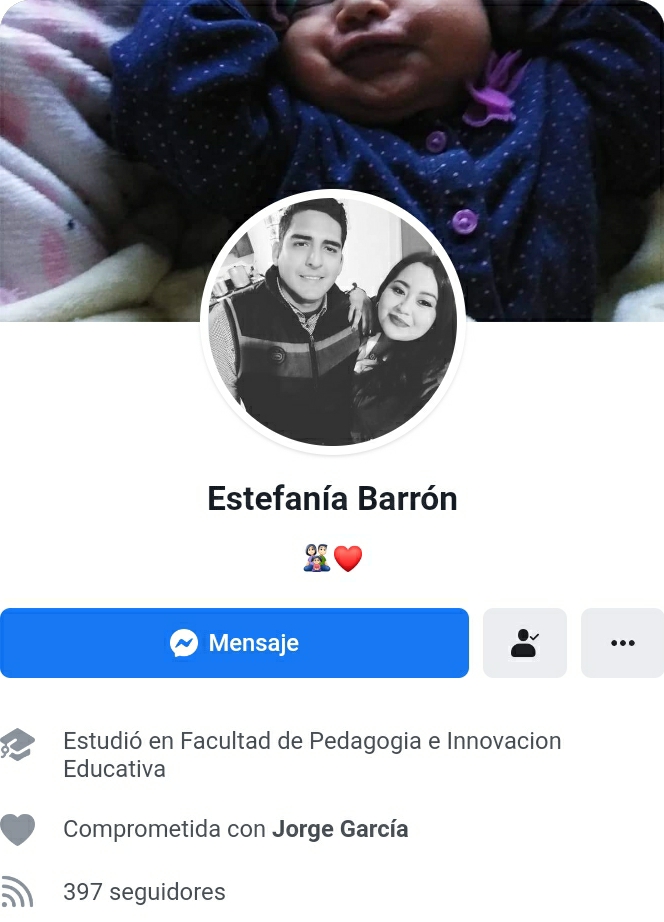 Estefanía Barrón
Mensaje
Estudió en Facultad de Pedagogia e Innovacion
Educativa
Comprometida con Jorge García
397 seguidores